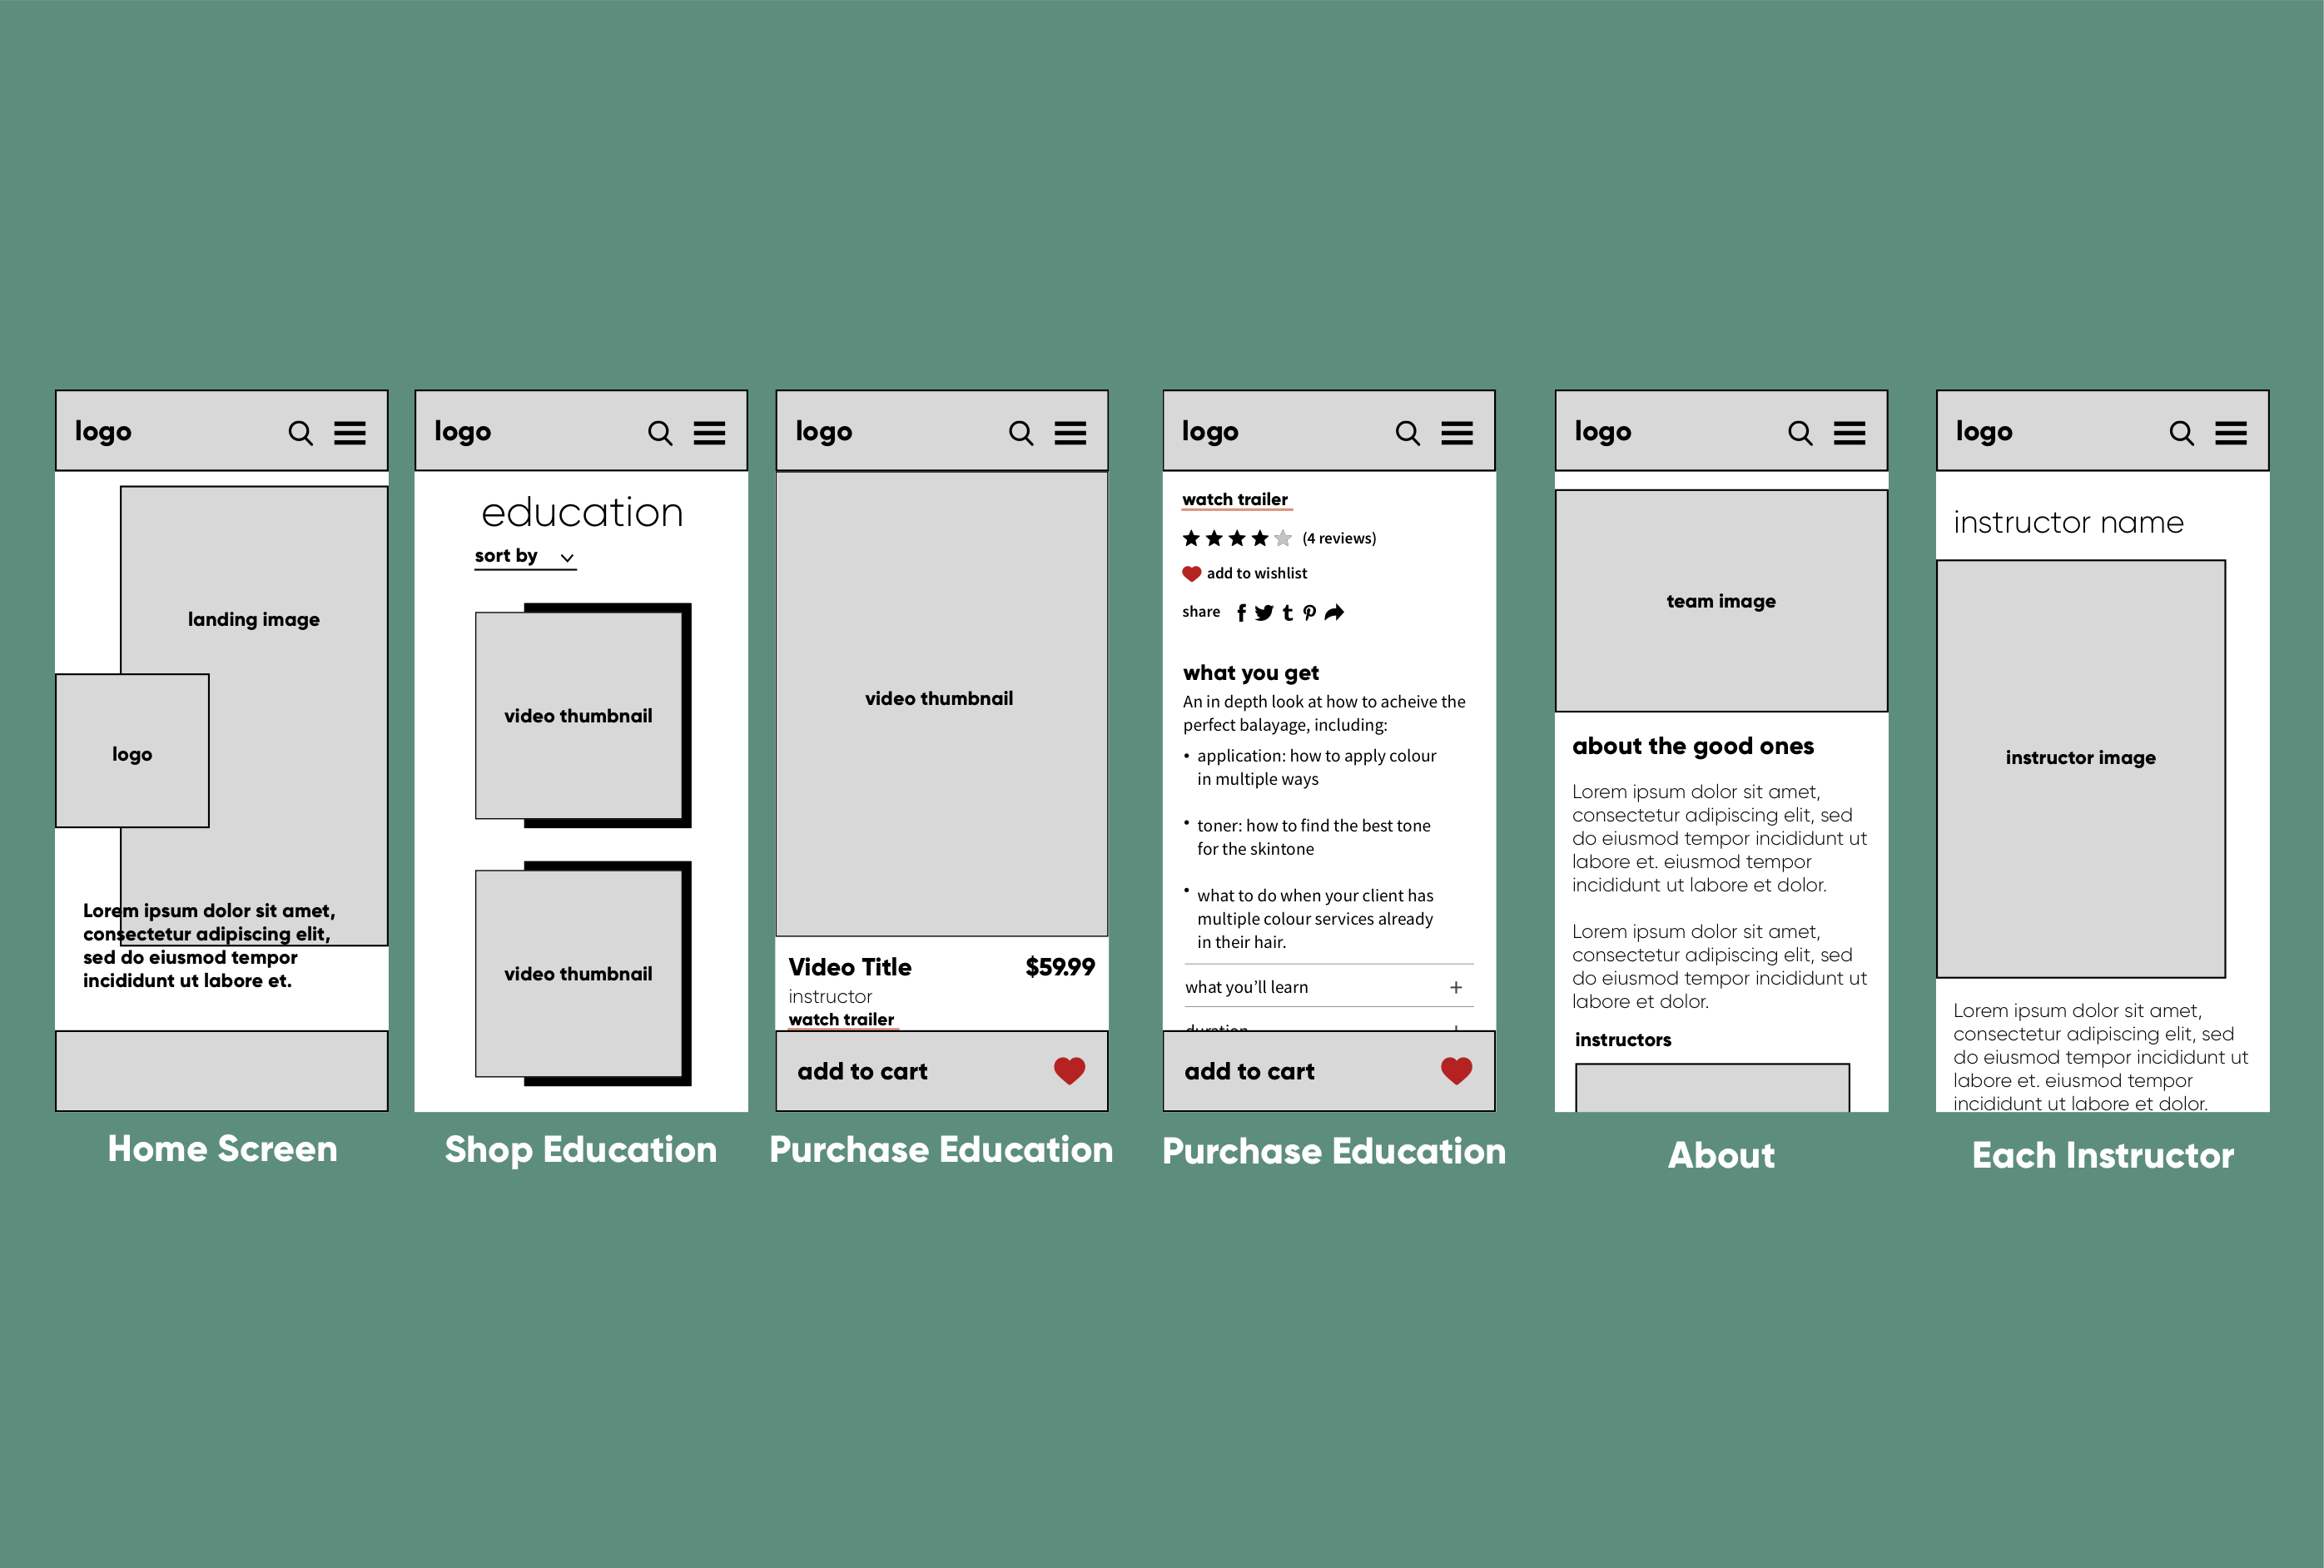 logo
landing image
logo
Lorem ipsum dolor sit amet,
consectetur adipiscing elit,
sed do eiusmod tempor
incididunt ut labore et.
Home Screen
logo
education
sort by
video thumbnail
video thumbnail
Shop Education
logo
video thumbnail
Video Title $59.99
instructor
watch trailer
add to cart
Purchase Education
logo
watch trailer
(4 reviews)
add to wishlist
share
what you get
An in depth look at how to acheive the
perfect balayage, including:
• application: how to apply colour
in multiple ways
• toner: how to find the best tone
for the skintone
• what to do when your client has
multiple colour services already
in their hair.
what you'll learn +
duration
add to cart
Purchase Education
logo
team image
about the good ones
Lorem ipsum dolor sit amet,
consectetur adipiscing elit, sed
do eiusmod tempor incididunt ut
labore et. eiusmod tempor
incididunt ut labore et dolor.
Lorem ipsum dolor sit amet,
consectetur adipiscing elit, sed
do eiusmod tempor incididunt ut
labore et dolor.
instructors
About
logo
instructor name
instructor image
Lorem ipsum dolor sit amet,
consectetur adipiscing elit, sed
do eiusmod tempor incididunt ut
labore et. eiusmod tempor
incididunt ut labore et dolor.
Each Instructor